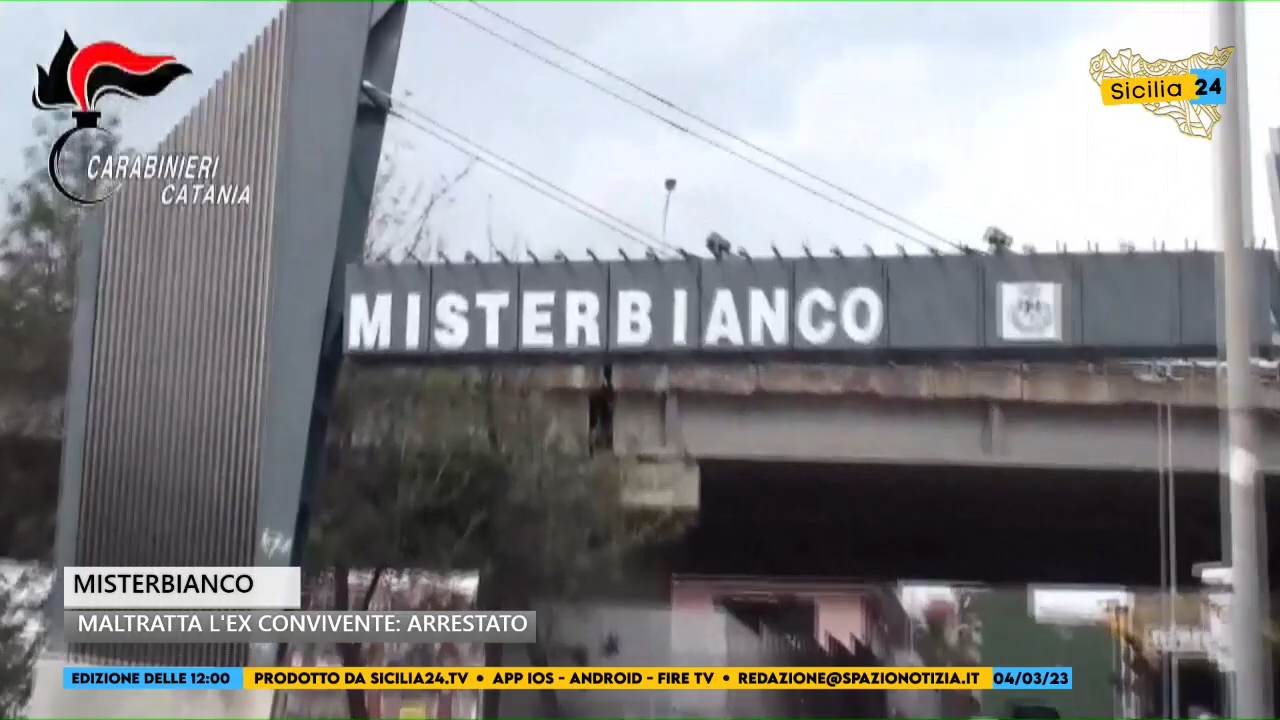 CARABINIERI
CATANIA
Sicilia 24
MISTERBIANCO
MISTERBIANCO
MALTRATTA L'EX CONVIVENTE: ARRESTATO
EDIZIONE DELLE 12:00 PRODOTTO DA SICILIA24.TV • APP IOS - ANDROID - FIRE TV • REDAZIONE@SPAZIONOTIZIA.IT 04/03/23